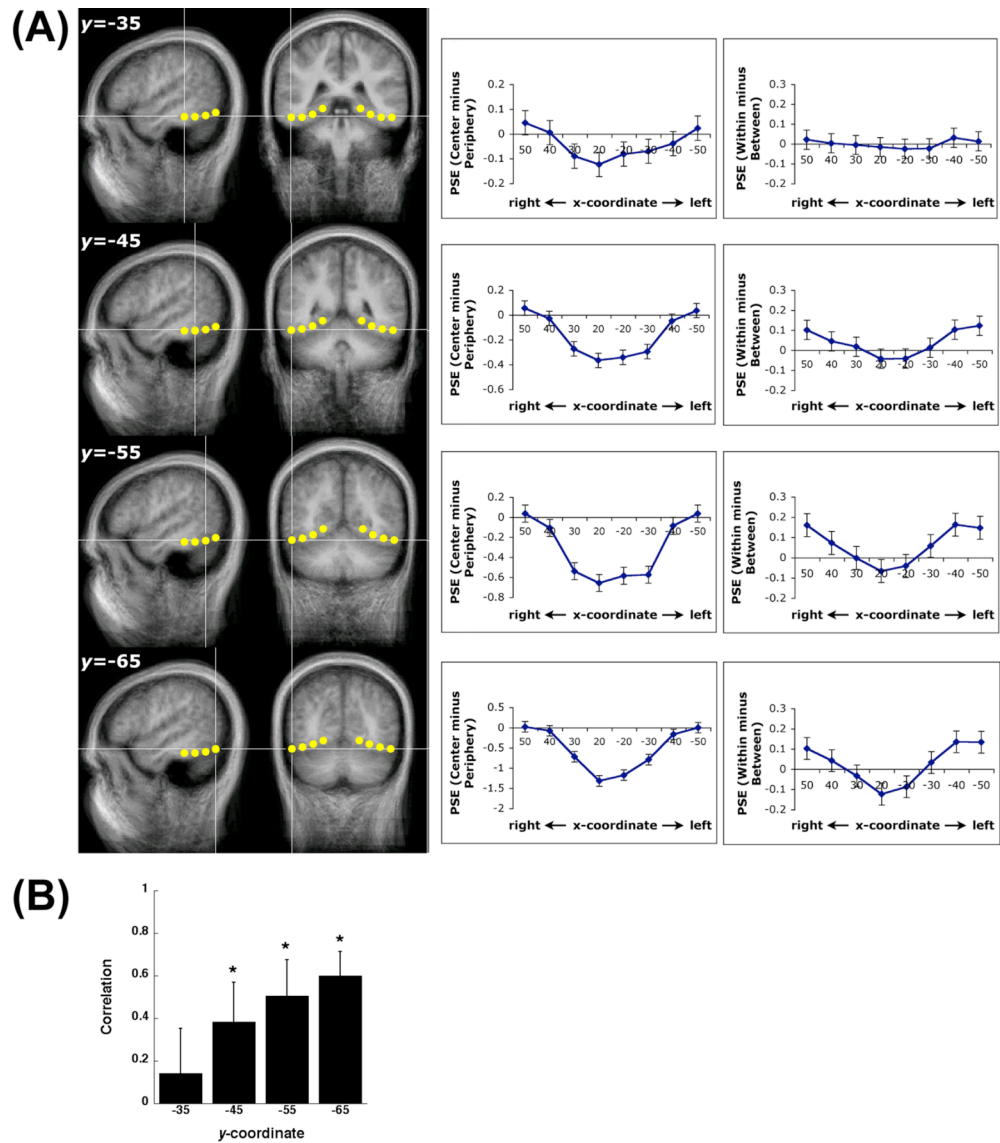 (A)
y=-35
PSE (Center minus
Periphery)
0.2
0.1
0
-0.1
-0.2
50 40 30 20 -20 -30 -40 -50
right ← x-coordinate → left
PSE (Within minus
Between)
0.2
0.1
0
-0.1
-0.2
50 40 30 20 -20 -30 -40 -50
right ← x-coordinate → left
y=-45
PSE (Center minus
Periphery)
0.2
0
-0.2
-0.4
-0.6
50 40 30 20 -20 -30 -40 -50
right ← x-coordinate → left
PSE (Within minus
Between)
0.3
0.2
0.1
0
-0.1
-0.2
50 40 30 20 -20 -30 -40 -50
right ← x-coordinate → left
y=-55
PSE (Center minus
Periphery)
0.2
0
-0.2
-0.4
-0.6
-0.8
50 40 30 20 -20 -30 -40 -50
right ← x-coordinate → left
PSE (Within minus
Between)
0.3
0.2
0.1
0
-0.1
-0.2
50 40 30 20 -20 -30 -40 -50
right ← x-coordinate → left
y=-65
PSE (Center minus
Periphery)
0.5
0
-0.5
-1
-1.5
-2
50 40 30 20 -20 -30 -40 -50
right ← x-coordinate → left
PSE (Within minus
Between)
0.3
0.2
0.1
0
-0.1
-0.2
50 40 30 20 -20 -30 -40 -50
right ← x-coordinate → left
(B)
Correlation
1
0.8
0.6
0.4
0.2
0
* * *
-35 -45 -55 -65
y-coordinate